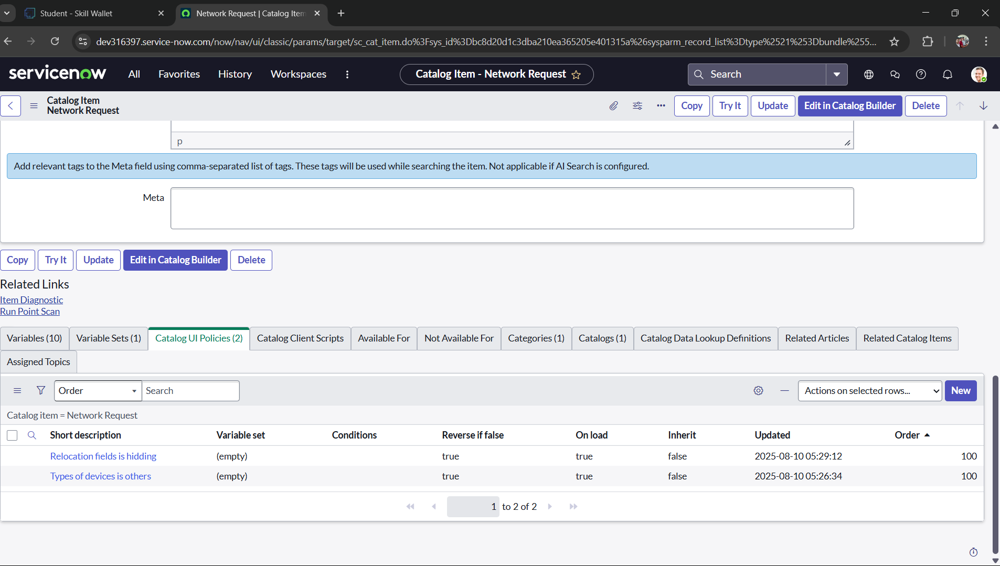 Student - Skill Wallet
Network Request | Catalog Item
dev316397.service-now.com/now/nav/ui/classic/params/target/sc_cat_item.do%3Fsys_id%3Dbc8d20d1c3dba210ea365205e401315a%26sysparm_record_list%3Dtype%2521%253Dbundle%255...
servicenow All Favorites History Workspaces Catalog Item - Network Request Search
Catalog Item
Network Request
Copy Try It Update Edit in Catalog Builder Delete
p
Add relevant tags to the Meta field using comma-separated list of tags. These tags will be used while searching the item. Not applicable if AI Search is configured.
Meta
Copy Try It Update Edit in Catalog Builder Delete
Related Links
Item Diagnostic
Run Point Scan
Variables (10) Variable Sets (1) Catalog UI Policies (2) Catalog Client Scripts Available For Not Available For Categories (1) Catalogs (1) Catalog Data Lookup Definitions Related Articles Related Catalog Items
Assigned Topics
Order Search Actions on selected rows... New
Catalog item = Network Request
Short description Variable set Conditions Reverse if false On load Inherit Updated Order
Relocation fields is hidding (empty) true true false 2025-08-10 05:29:12 100
Types of devices is others (empty) true true false 2025-08-10 05:26:34 100
1 to 2 of 2